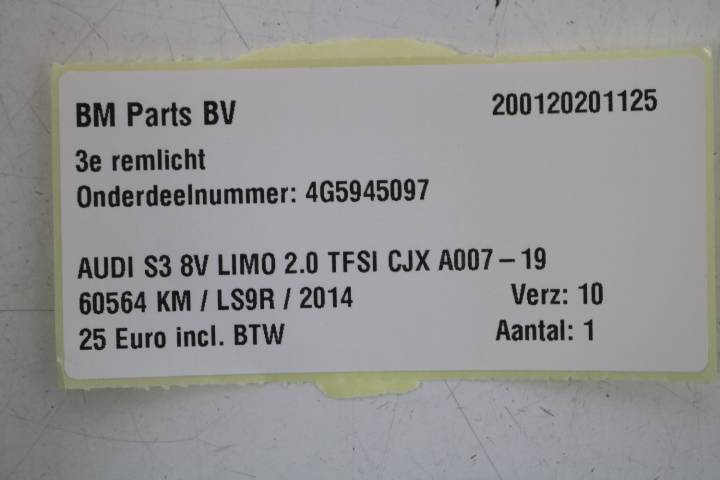 BM Parts BV 200120201125
3e remlicht
Onderdeelnummer: 4G5945097
AUDI S3 8V LIMO 2.0 TFSI CJX A007 – 19
60564 KM / LS9R / 2014 Verz: 10
25 Euro incl. BTW Aantal: 1